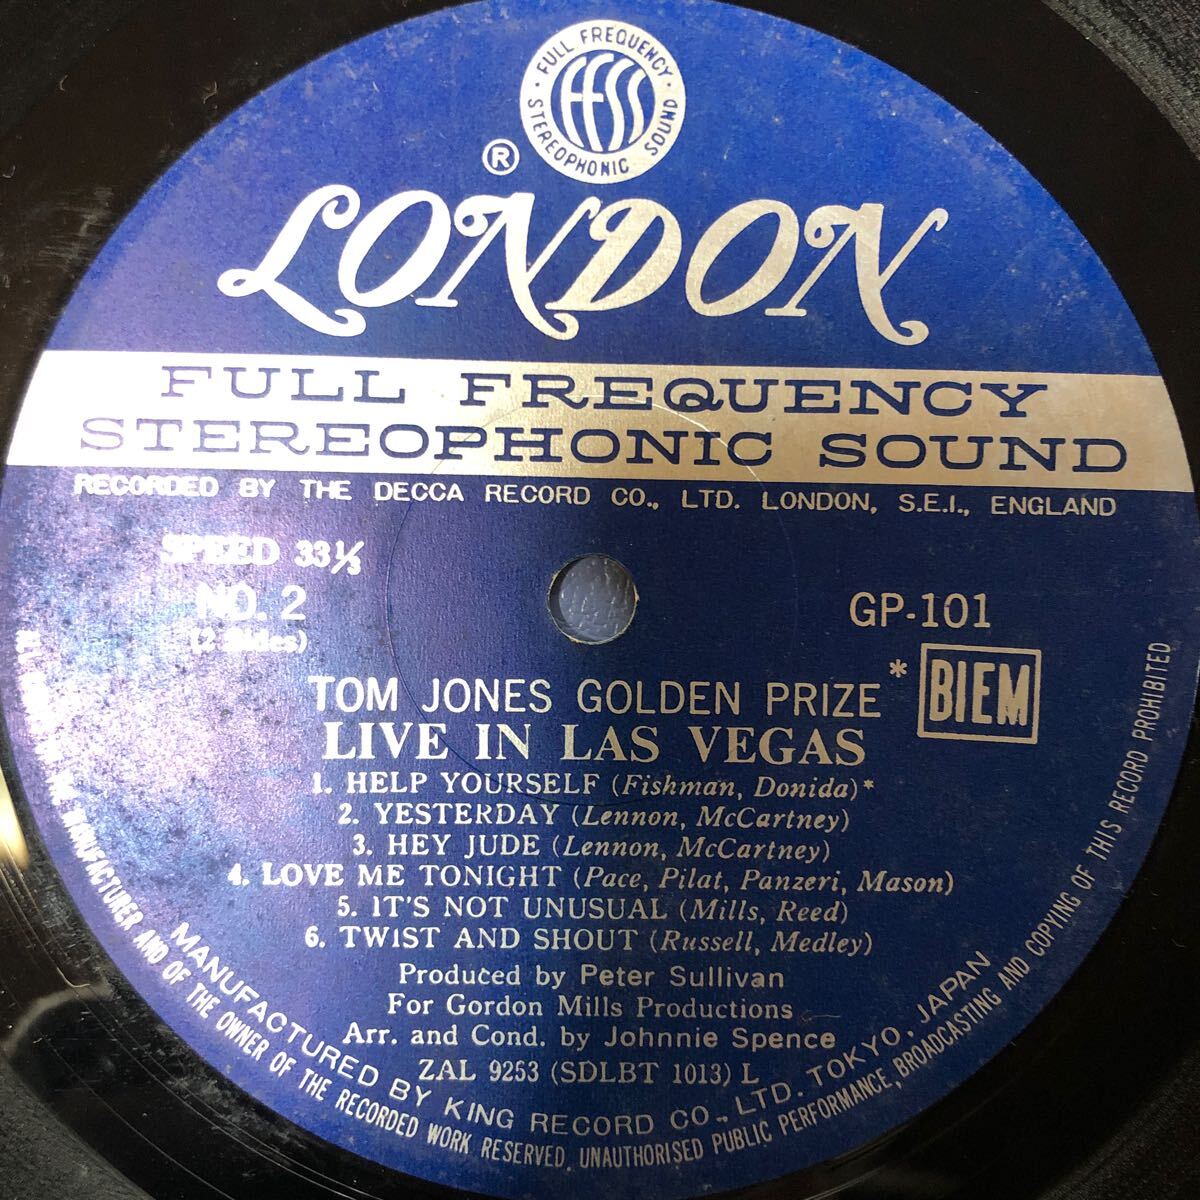 FULL FREQUENCY
FFSS
STEREOPHONIC SOUND
®
LONDON
FULL FREQUENCY
STEREOPHONIC SOUND
RECORDED BY THE DECCA RECORD CO., LTD. LONDON, S.E.I., ENGLAND
SPEED 33⅓
NO. 2
(2 Sides)
GP-101
* BIEM
TOM JONES GOLDEN PRIZE
LIVE IN LAS VEGAS
1. HELP YOURSELF (Fishman, Donida)*
2. YESTERDAY (Lennon, McCartney)
3. HEY JUDE (Lennon, McCartney)
4. LOVE ME TONIGHT (Pace, Pilat, Panzeri, Mason)
5. IT'S NOT UNUSUAL (Mills, Reed)
6. TWIST AND SHOUT (Russell, Medley)
Produced by Peter Sullivan
For Gordon Mills Productions
Arr. and Cond. by Johnnie Spence
ZAL 9253 (SDLBT 1013) L
MANUFACTURED BY KING RECORD CO., LTD. TOKYO, JAPAN
MANUFACTURER AND OF THE OWNER OF THE RECORDED WORK RESERVED. UNAUTHORISED PUBLIC PERFORMANCE, BROADCASTING AND COPYING OF THIS RECORD PROHIBITED